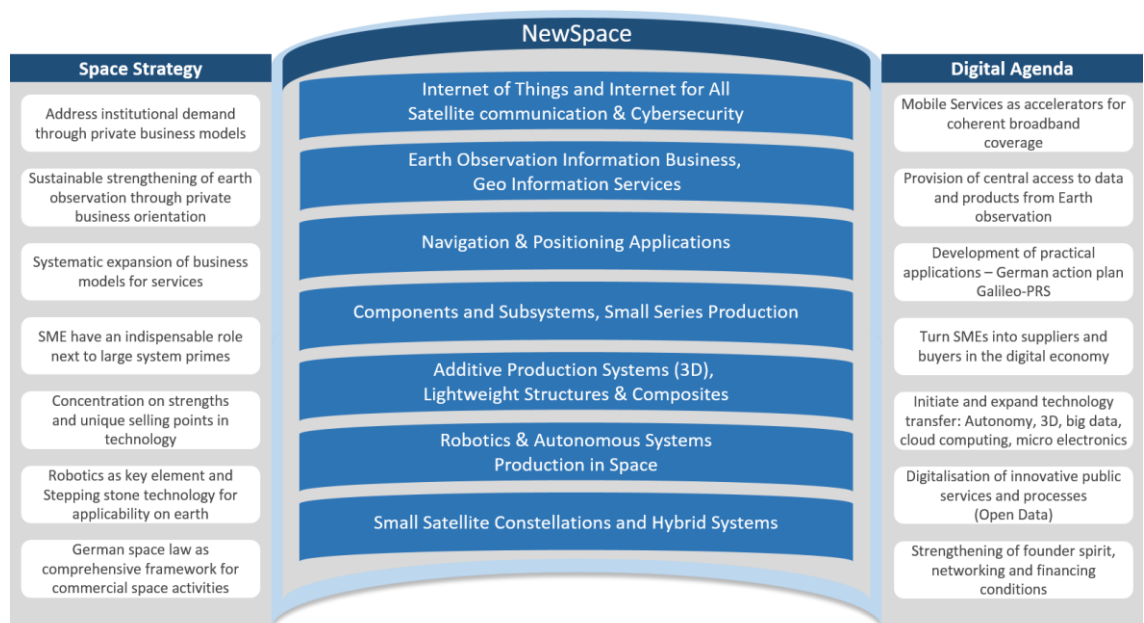 NewSpace
Space Strategy
Address institutional demand
through private business models
Sustainable strengthening of earth
observation through private
business orientation
Systematic expansion of business
models for services
SME have an indispensable role
next to large system primes
Concentration on strengths
and unique selling points in
technology
Robotics as key element and
Stepping stone technology for
applicability on earth
German space law as
comprehensive framework for
commercial space activities
Internet of Things and Internet for All
Satellite communication & Cybersecurity
Earth Observation Information Business,
Geo Information Services
Navigation & Positioning Applications
Components and Subsystems, Small Series Production
Additive Production Systems (3D),
Lightweight Structures & Composites
Robotics & Autonomous Systems
Production in Space
Small Satellite Constellations and Hybrid Systems
Digital Agenda
Mobile Services as accelerators for
coherent broadband
coverage
Provision of central access to data
and products from Earth
observation
Development of practical
applications – German action plan
Galileo-PRS
Turn SMEs into suppliers and
buyers in the digital economy
Initiate and expand technology
transfer: Autonomy, 3D, big data,
cloud computing, micro electronics
Digitalisation of innovative public
services and processes
(Open Data)
Strengthening of founder spirit,
networking and financing
conditions